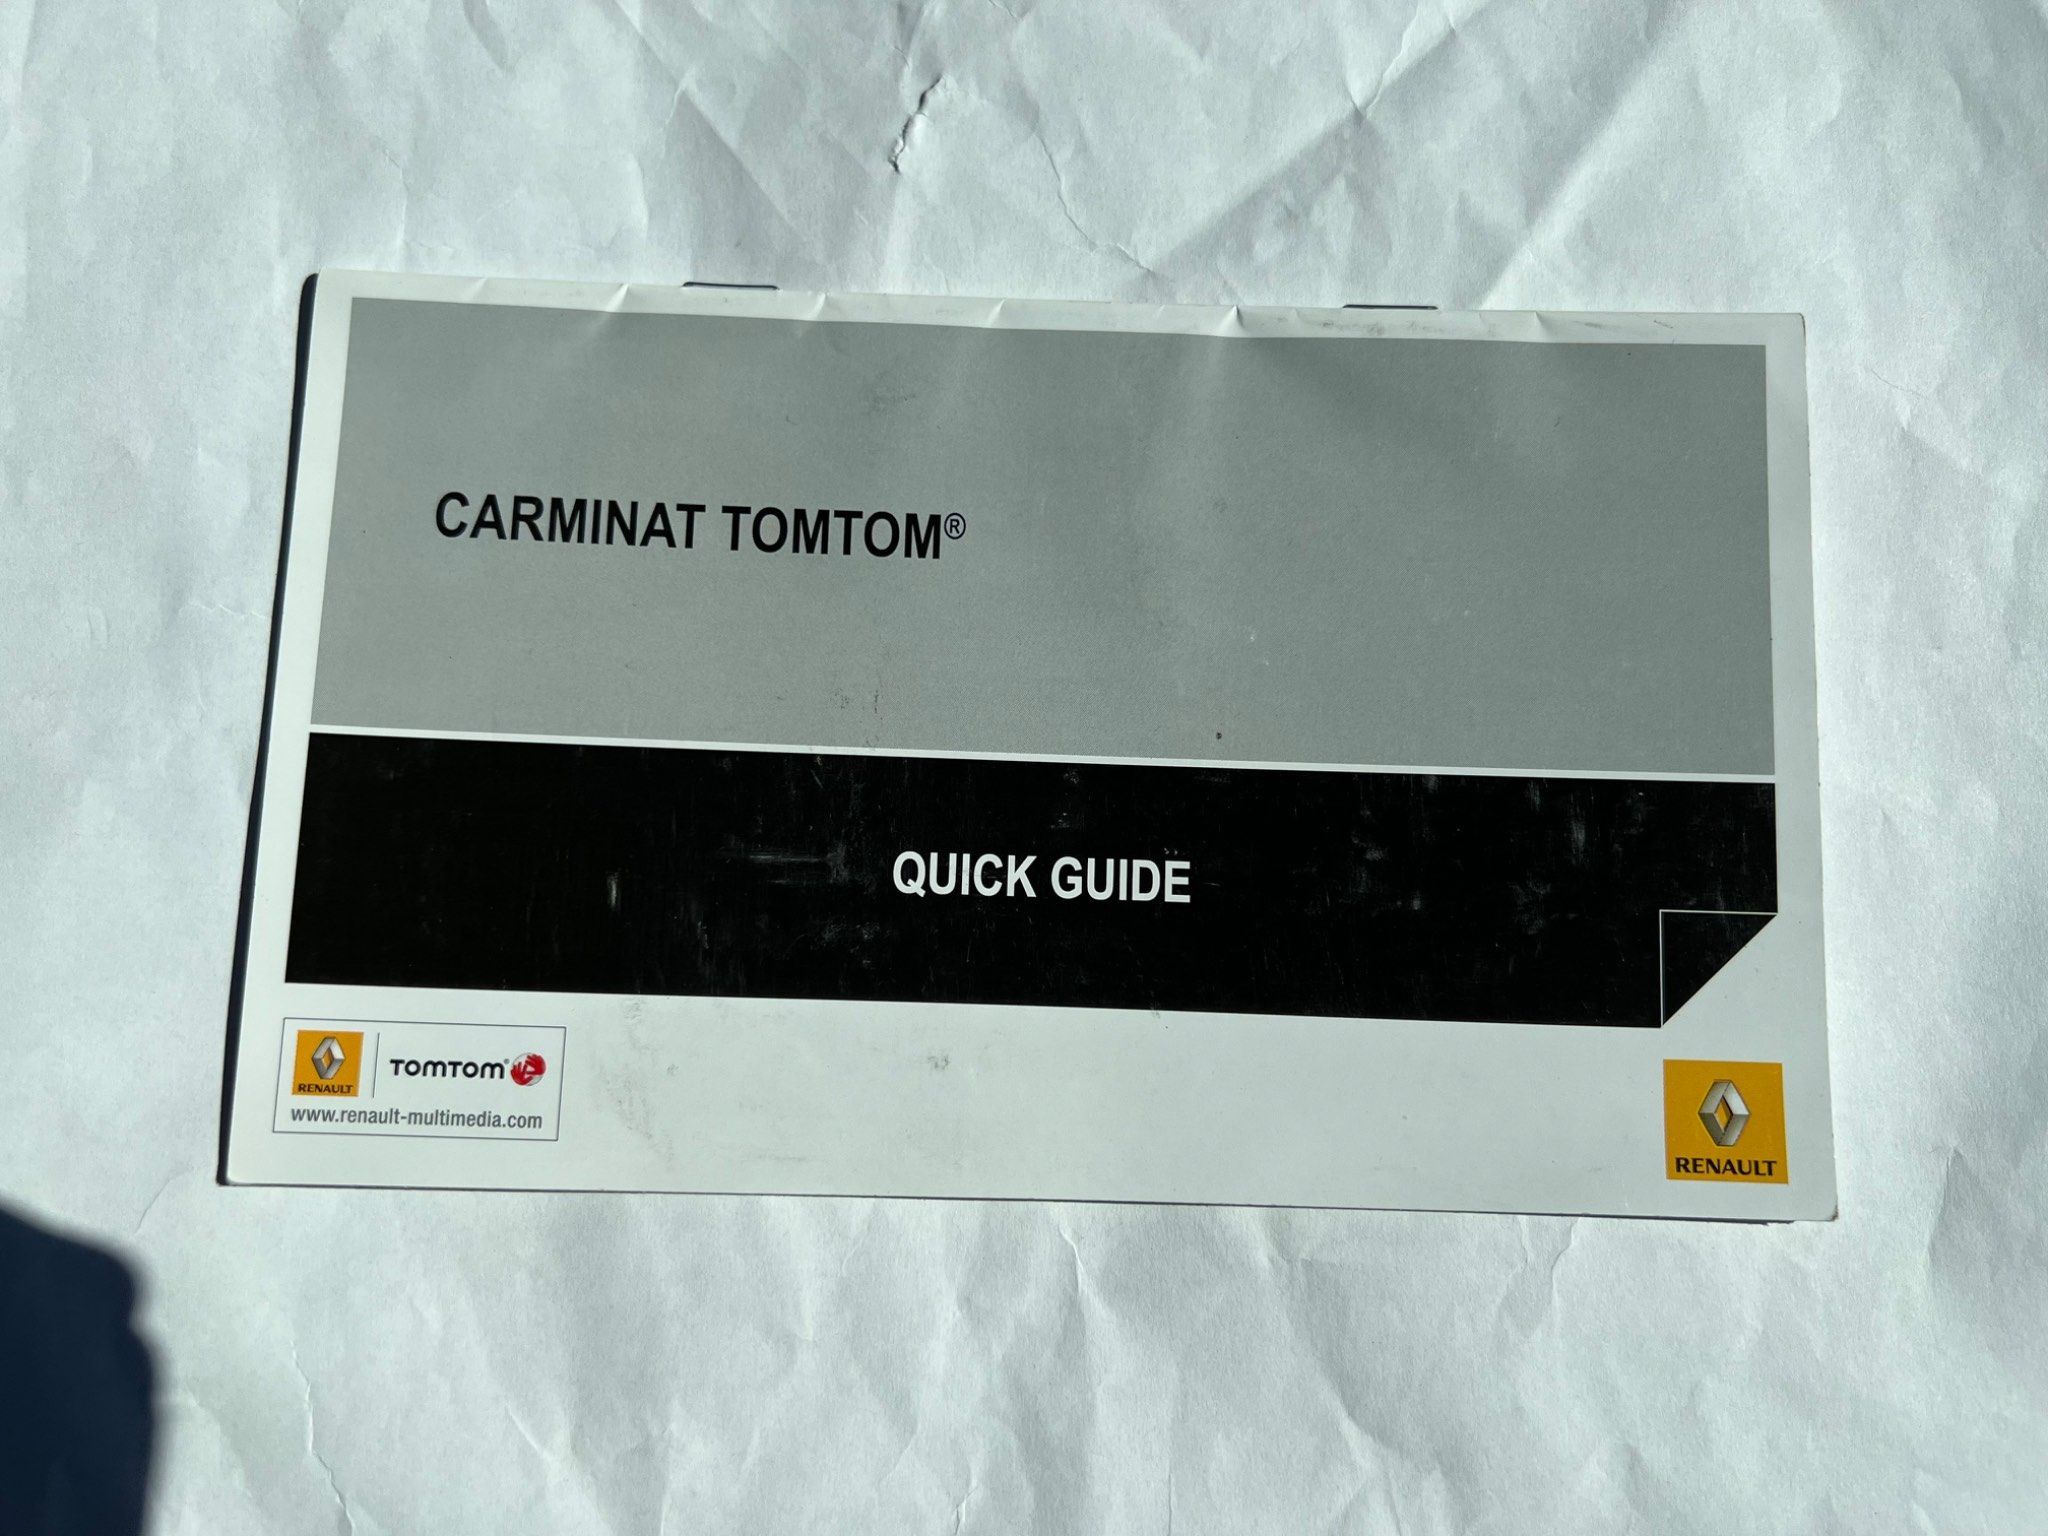 CARMINAT TOMTOM®
QUICK GUIDE
RENAULT
TOMTOM®
www.renault-multimedia.com
RENAULT